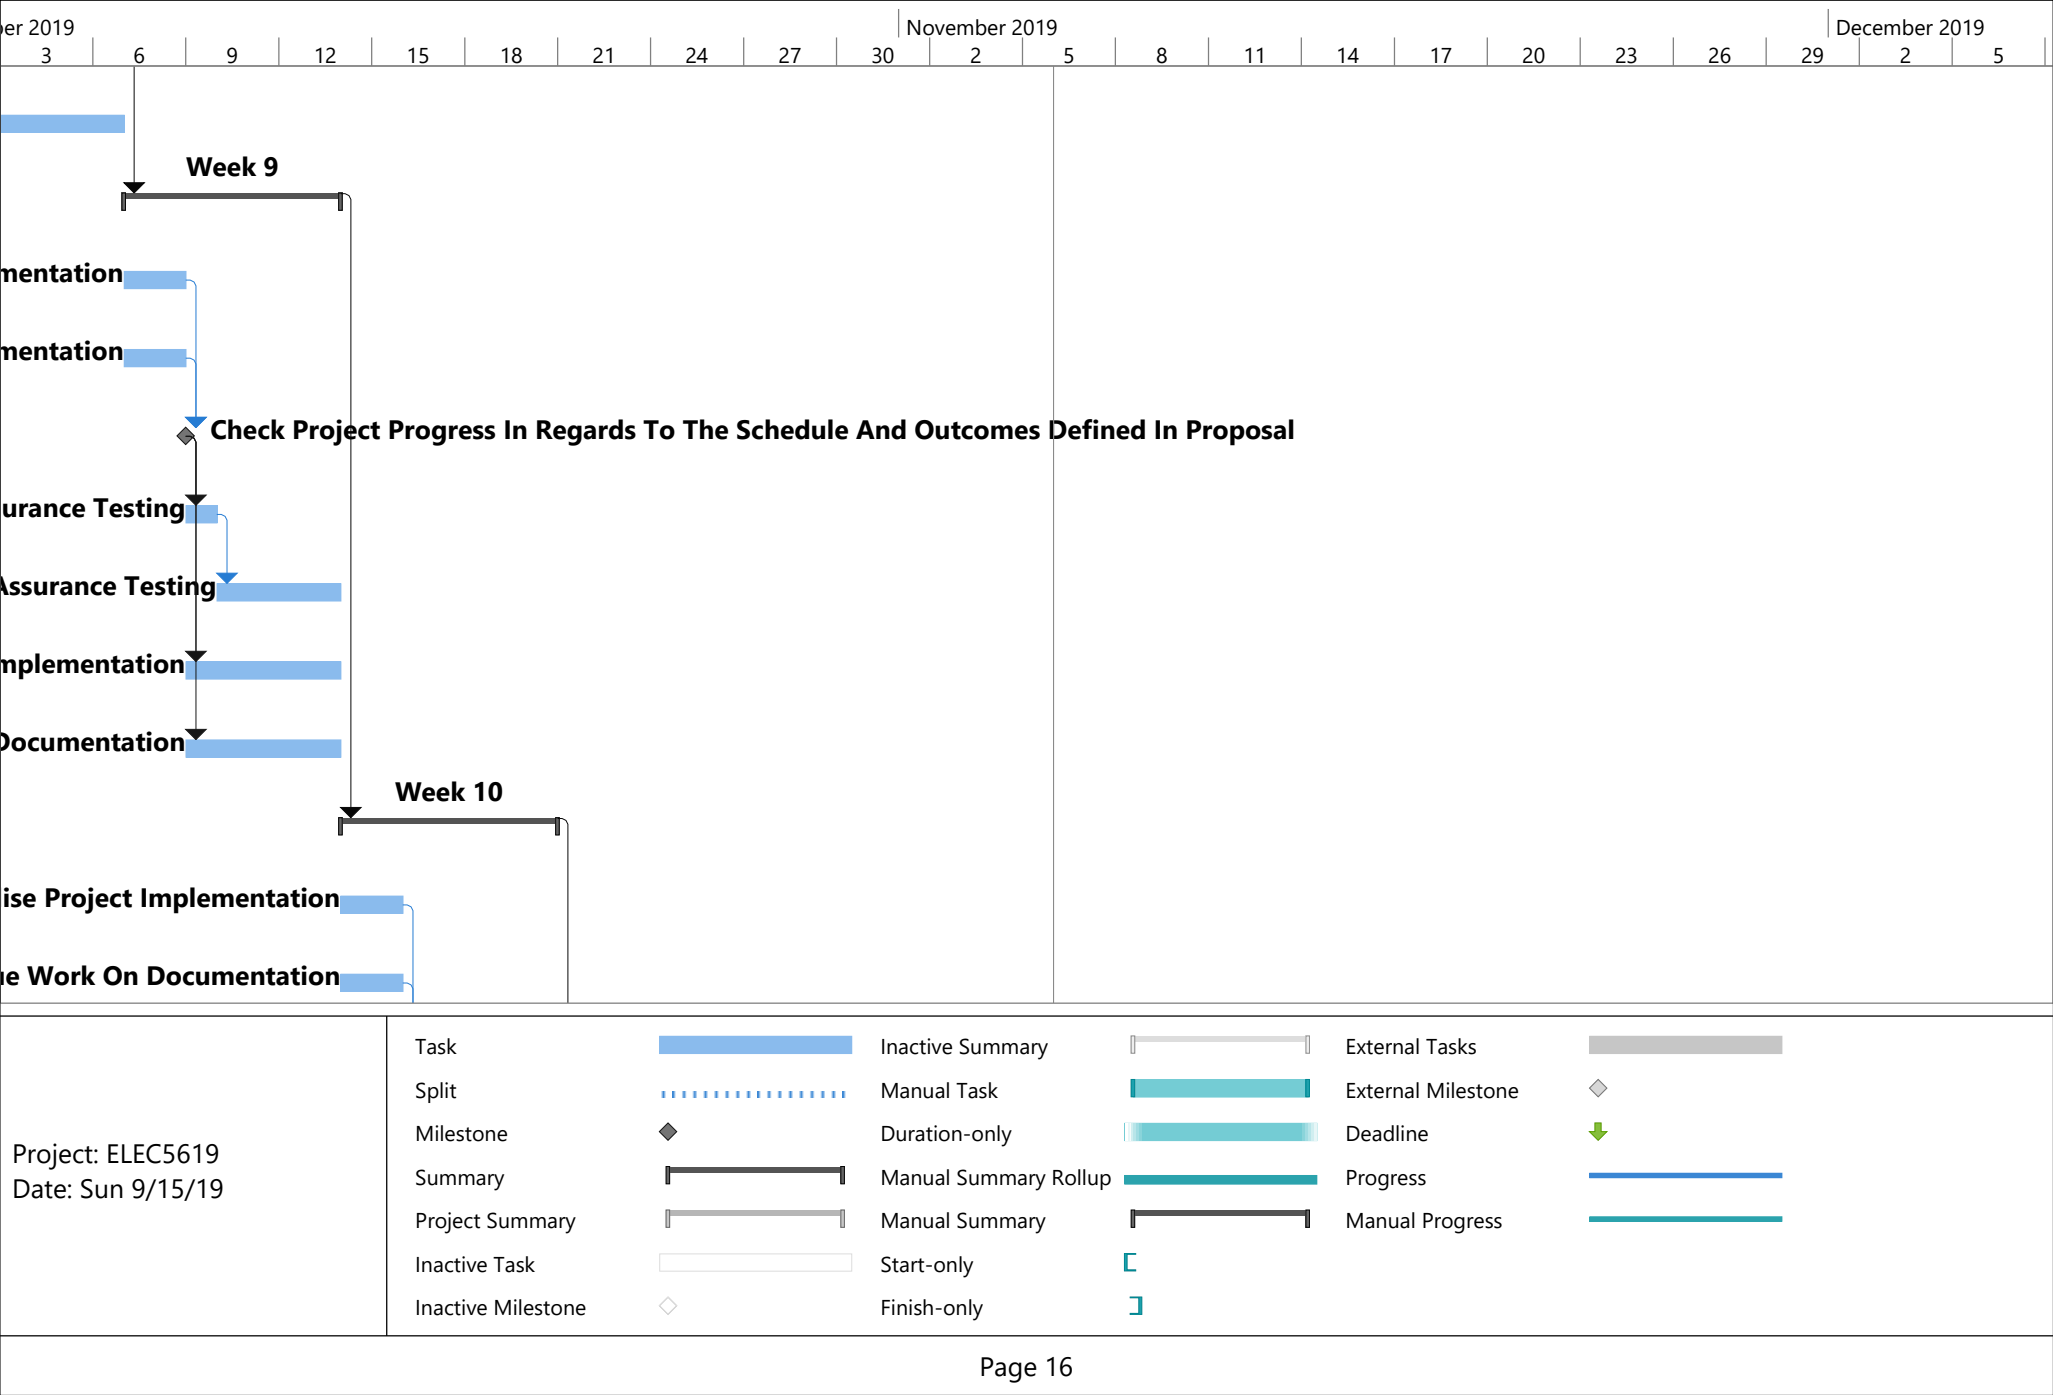 er 2019 November 2019 December 2019
3 6 9 12 15 18 21 24 27 30 2 5 8 11 14 17 20 23 26 29 2 5
Week 9
mentation
mentation
Check Project Progress In Regards To The Schedule And Outcomes Defined In Proposal
urance Testing
Assurance Testing
mplementation
Documentation
Week 10
ise Project Implementation
ue Work On Documentation
Project: ELEC5619
Date: Sun 9/15/19
Task
Split
Milestone
Summary
Project Summary
Inactive Task
Inactive Milestone
Inactive Summary
Manual Task
Duration-only
Manual Summary Rollup
Manual Summary
Start-only
Finish-only
External Tasks
External Milestone
Deadline
Progress
Manual Progress
Page 16